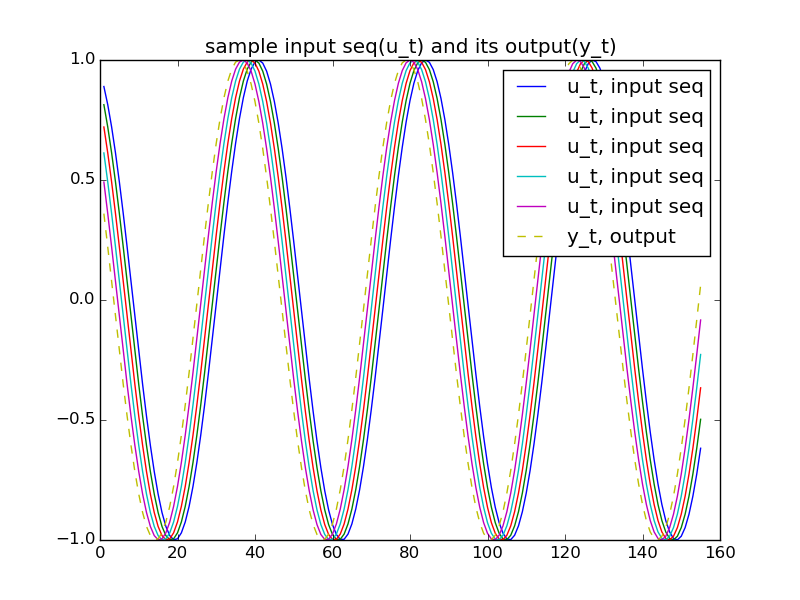 sample input seq(u_t) and its output(y_t)
1.0
0.5
0.0
−0.5
−1.0
u_t, input seq
u_t, input seq
u_t, input seq
u_t, input seq
u_t, input seq
y_t, output
0 20 40 60 80 100 120 140 160